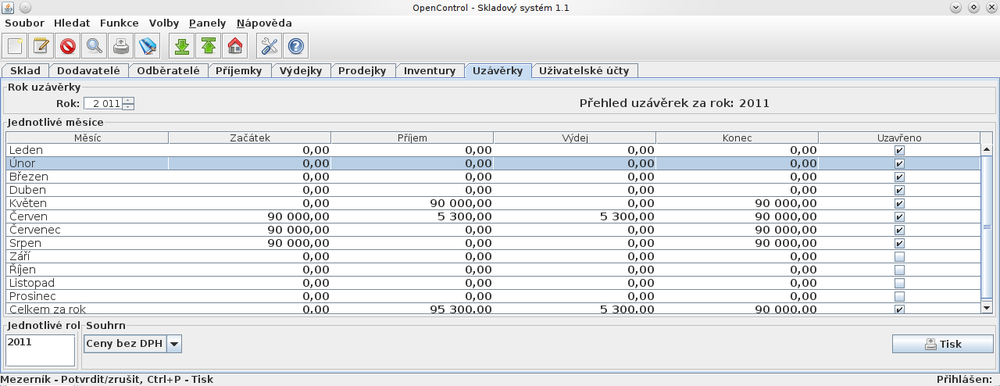 OpenControl - Skladový systém 1.1
Soubor Hledat Funkce Volby Panely Nápověda
Sklad Dodavatelé Odběratelé Příjemky Výdejky Prodejky Inventury Uzávěrky Uživatelské účty
Rok uzávěrky
Rok: 2 011 Přehled uzávěrek za rok: 2011
Jednotlivé měsíce
Měsíc Začátek Příjem Výdej Konec Uzavřeno
Leden 0,00 0,00 0,00 0,00
Únor 0,00 0,00 0,00 0,00
Březen 0,00 0,00 0,00 0,00
Duben 0,00 0,00 0,00 0,00
Květen 0,00 90 000,00 0,00 90 000,00
Červen 90 000,00 5 300,00 5 300,00 90 000,00
Červenec 90 000,00 0,00 0,00 90 000,00
Srpen 90 000,00 0,00 0,00 90 000,00
Září 0,00 0,00 0,00 0,00
Říjen 0,00 0,00 0,00 0,00
Listopad 0,00 0,00 0,00 0,00
Prosinec 0,00 0,00 0,00 0,00
Celkem za rok 0,00 95 300,00 5 300,00 90 000,00
Jednotlivé rol Souhrn
2011 Ceny bez DPH Tisk
Mezerník - Potvrdit/zrušit, Ctrl+P - Tisk Přihlášen: